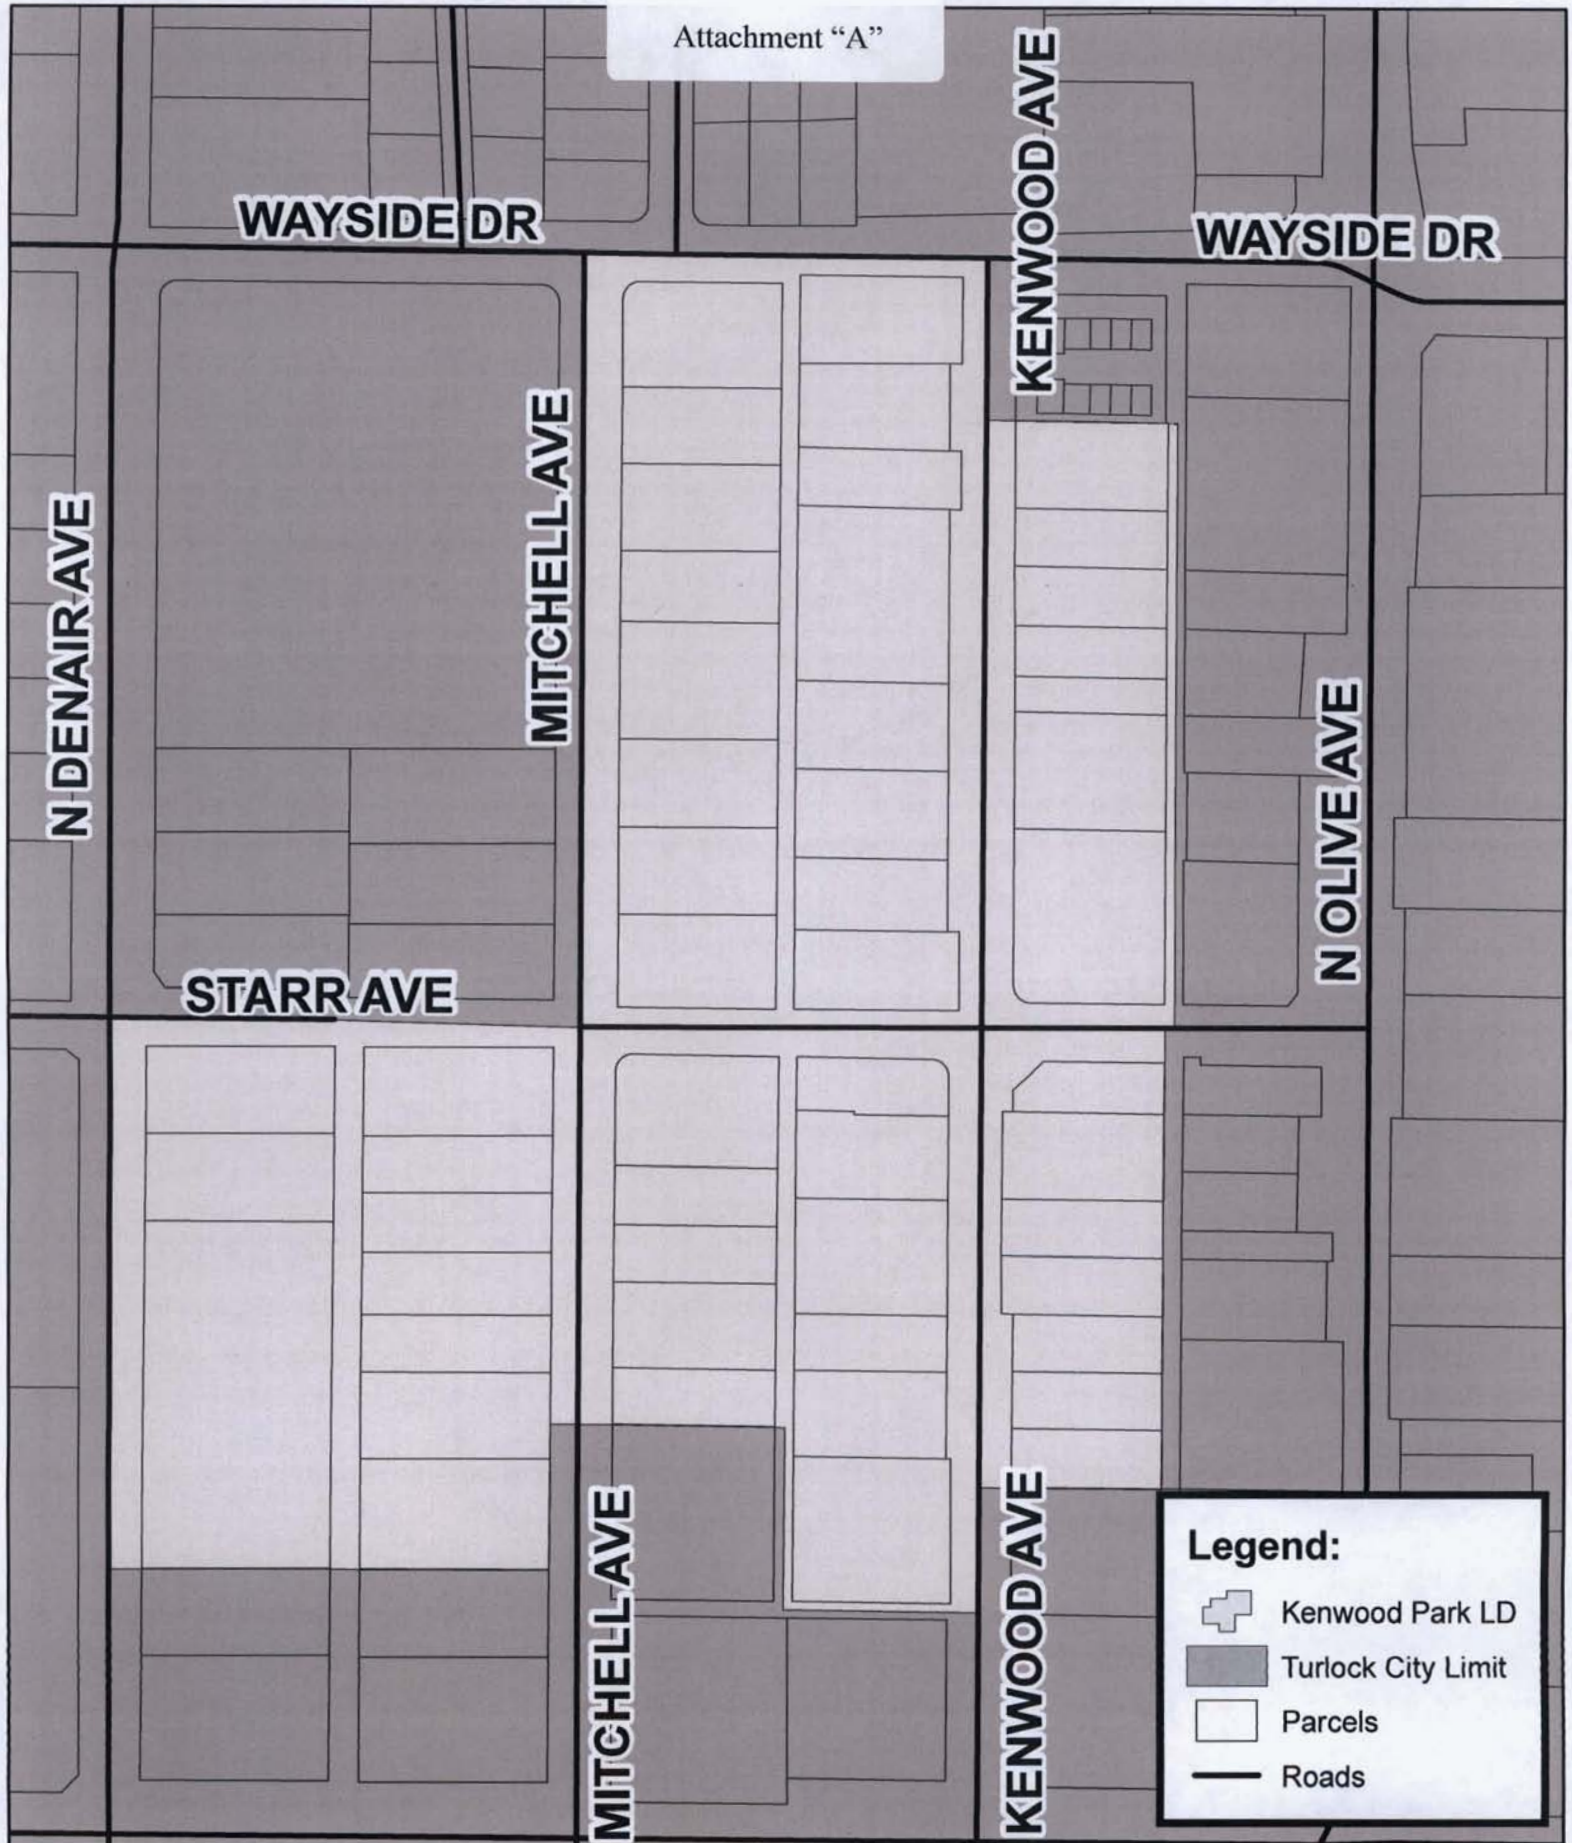 Attachment “A”
KENWOOD AVE
WAYSIDE DR
WAYSIDE DR
MITCHELL AVE
N DENAIR AVE
N OLIVE AVE
STARR AVE
MITCHELL AVE
KENWOOD AVE
Legend:
Kenwood Park LD
Turlock City Limit
Parcels
Roads